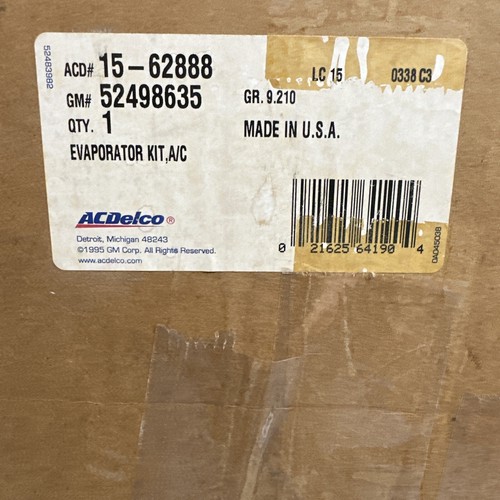 52483982
ACD# 15-62888
LC 15 0338 C3
GM# 52498635
GR. 9.210
QTY. 1
MADE IN U.S.A.
EVAPORATOR KIT,A/C
ACDelco®
Detroit, Michigan 48243
©1995 GM Corp. All Rights Reserved.
www.acdelco.com
0 21625 64190 4
OAD45038